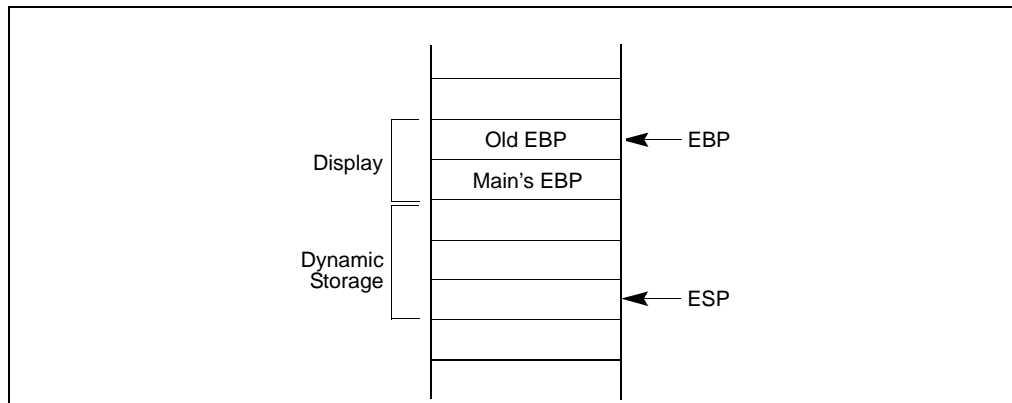 Old EBP
EBP
Display
Main's EBP
Dynamic
Storage
ESP